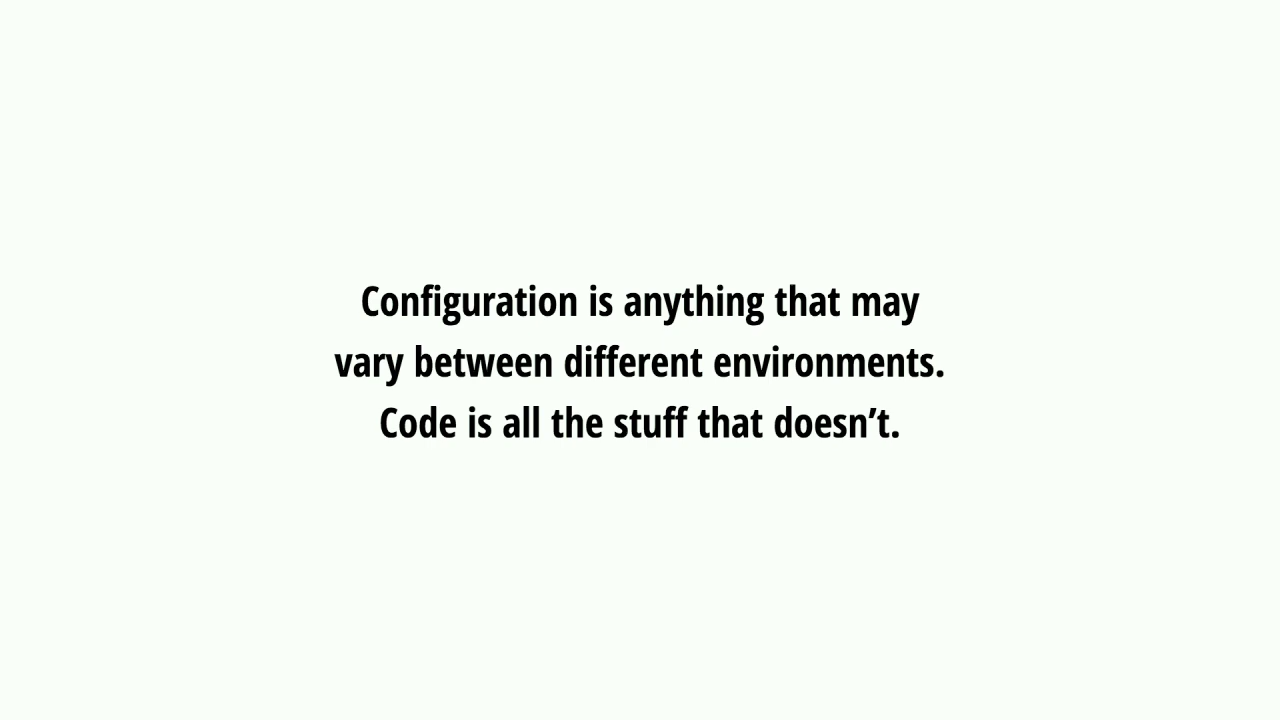 Configuration is anything that may
vary between different environments.
Code is all the stuff that doesn’t.